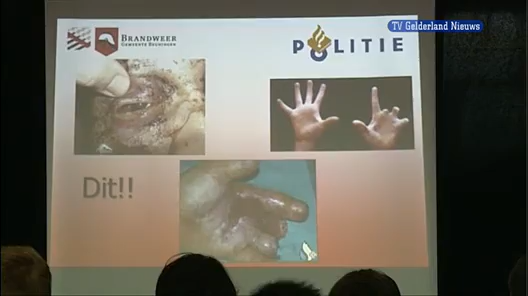 TV Gelderland Nieuws
BRANDWEER
GEMEENTE BEUNINGEN
POLITIE
Dit!!